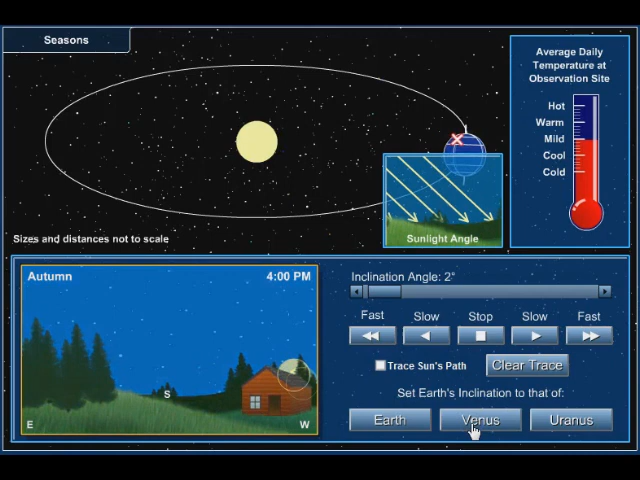 Seasons
Average Daily
Temperature at
Observation Site
Hot
Warm
Mild
Cool
Cold
Sunlight Angle
Sizes and distances not to scale
Autumn
4:00 PM
S
E
W
Inclination Angle: 2°
Fast
Slow
Stop
Slow
Fast
Trace Sun's Path
Clear Trace
Set Earth's Inclination to that of:
Earth
Venus
Uranus